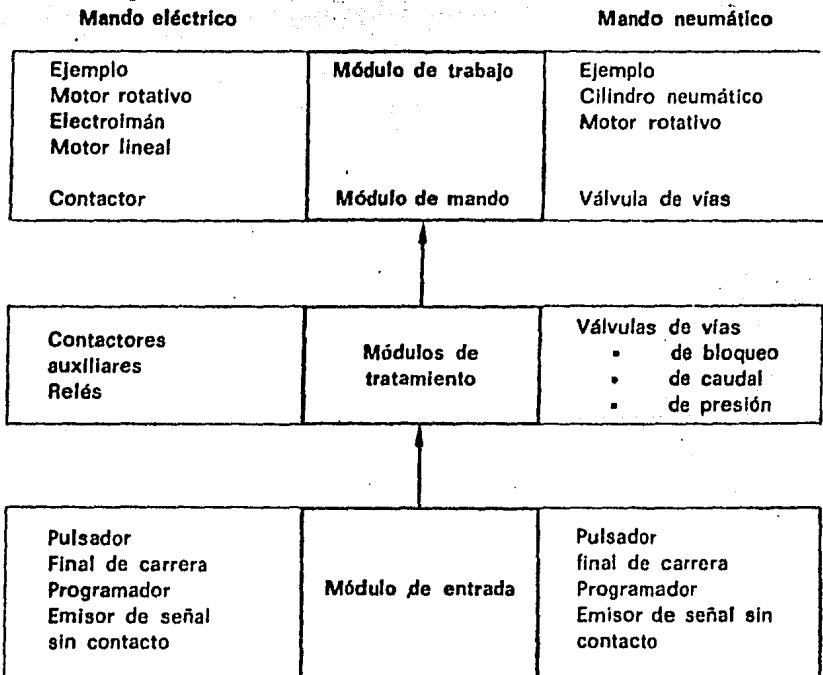 Mando eléctrico
Mando neumático
Ejemplo
Motor rotativo
Electroimán
Motor lineal
Contactor
Módulo de trabajo
Módulo de mando
Ejemplo
Cilindro neumático
Motor rotativo
Válvula de vías
Contactores
auxiliares
Relés
Módulos de
tratamiento
Válvulas de vías
▪ de bloqueo
▪ de caudal
▪ de presión
Pulsador
Final de carrera
Programador
Emisor de señal
sin contacto
Módulo de entrada
Pulsador
final de carrera
Programador
Emisor de señal sin
contacto